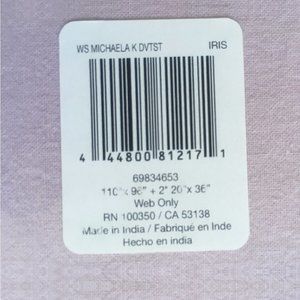 WS MICHAELA K DVTST IRIS
4 44800 81217 1
69834653
110"x 96" + 2" 20"x 36"
Web Only
RN 100350 / CA 53138
Made in India / Fabriqué en Inde
Hecho en india